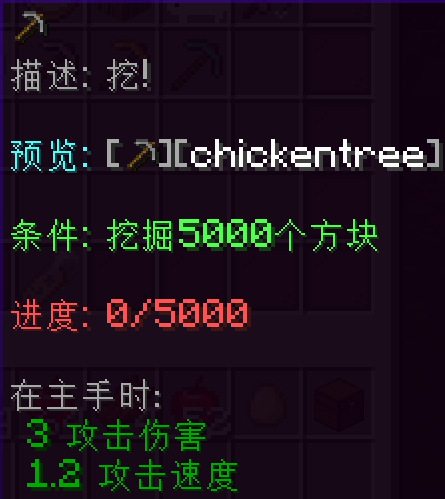 描述: 挖!
预览: [⛏][chickentree]
条件: 挖掘5000个方块
进度: 0/5000
在主手时:
3 攻击伤害
1.2 攻击速度